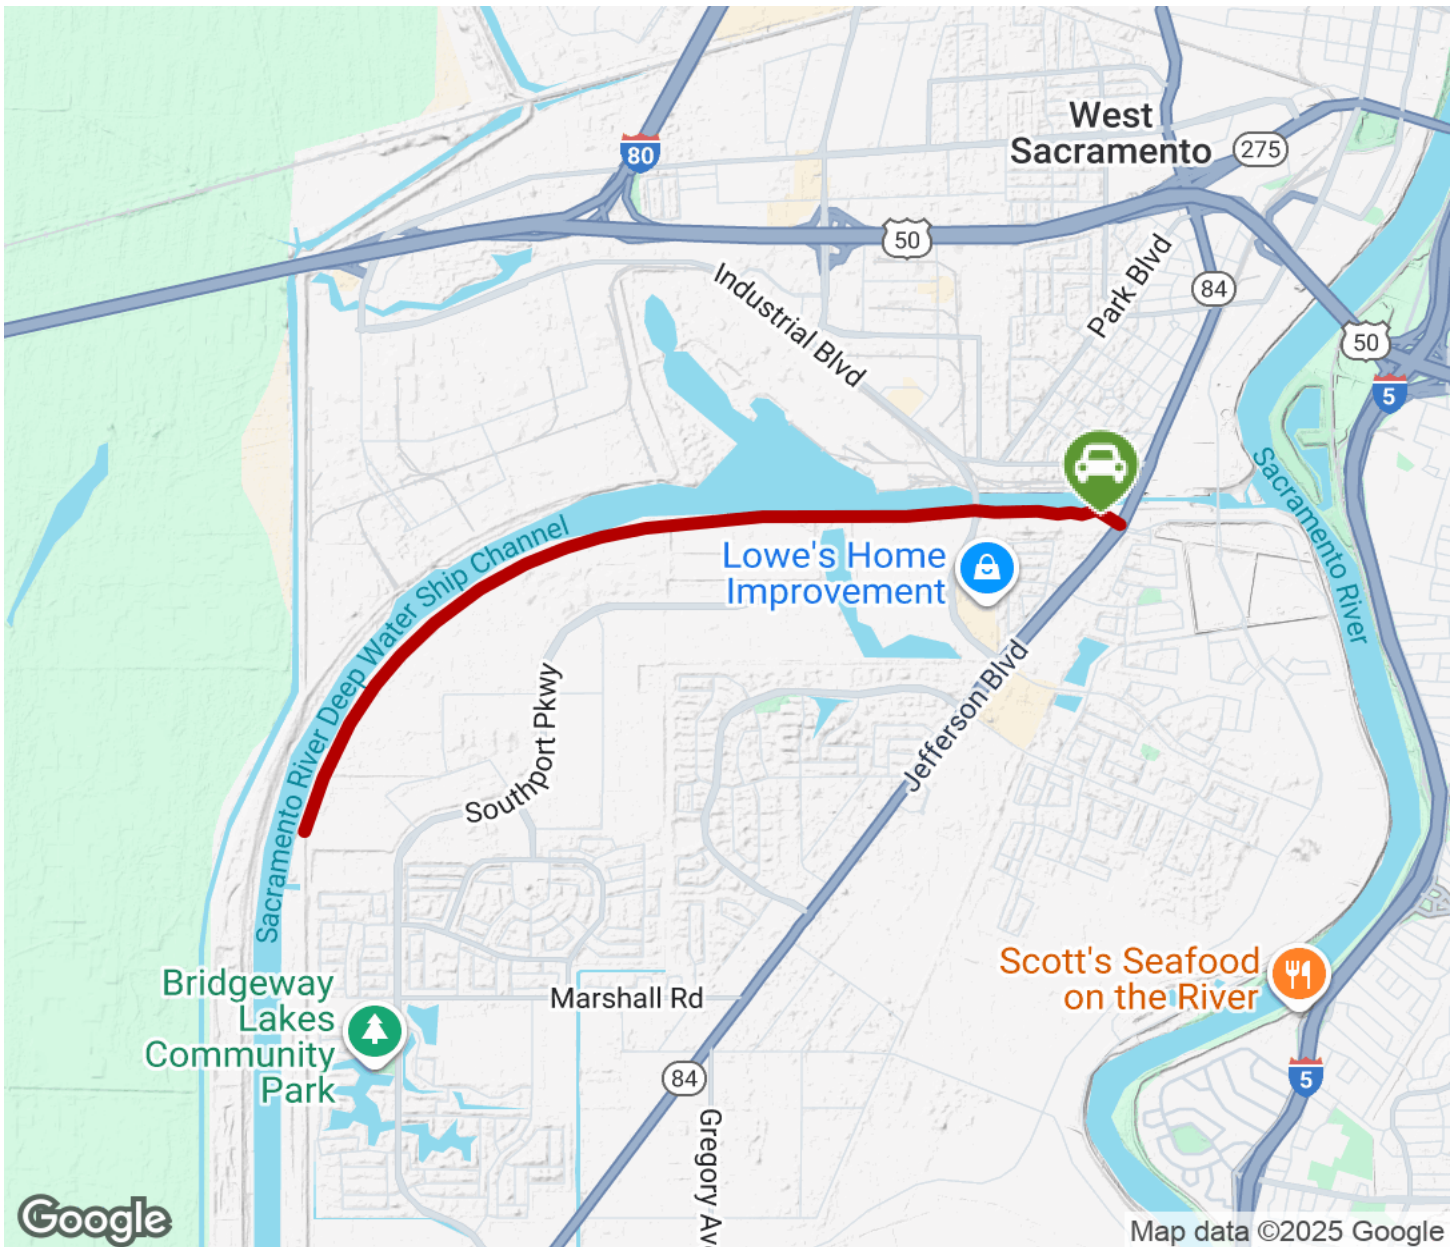 West
Sacramento
275
80
50
Park Blvd
84
Industrial Blvd
50
5
Sacramento River
Sacramento River Deep Water Ship Channel
Lowe's Home
Improvement
Jefferson Blvd
Southport Pkwy
Scott's Seafood
on the River
Bridgeway
Lakes
Community
Park
Marshall Rd
84
5
Gregory Av
Google
Map data ©2025 Google